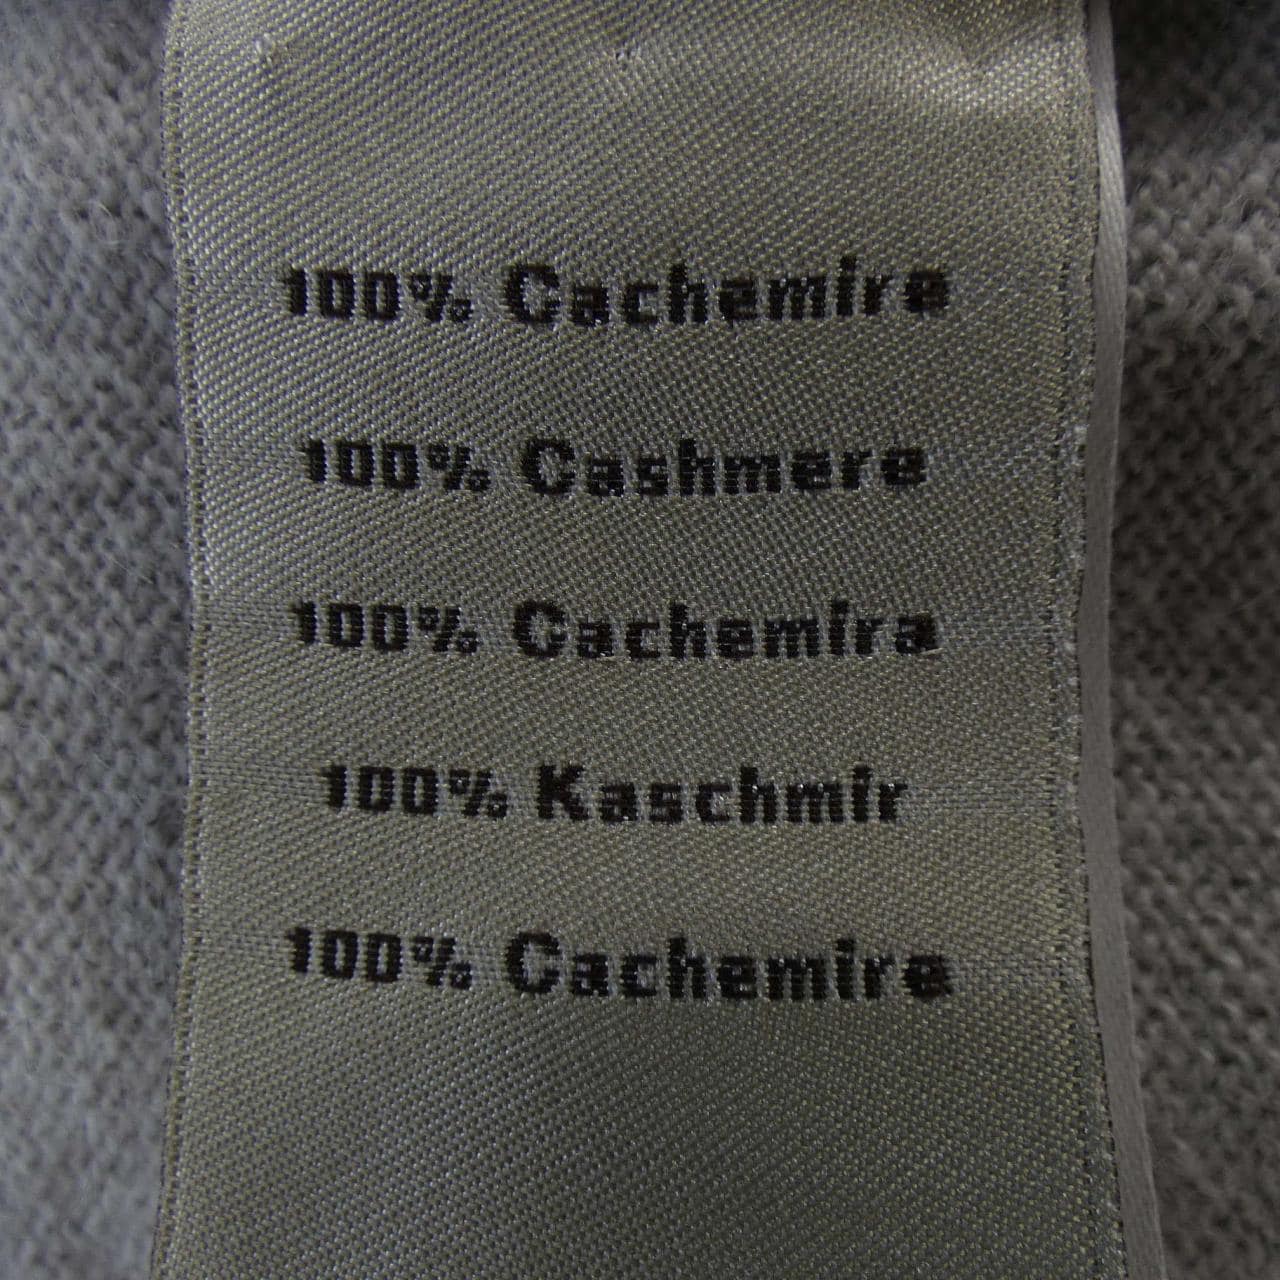 100% Cachemire
100% Cashmere
100% Cachemira
100% Kaschmir
100% Cachemire